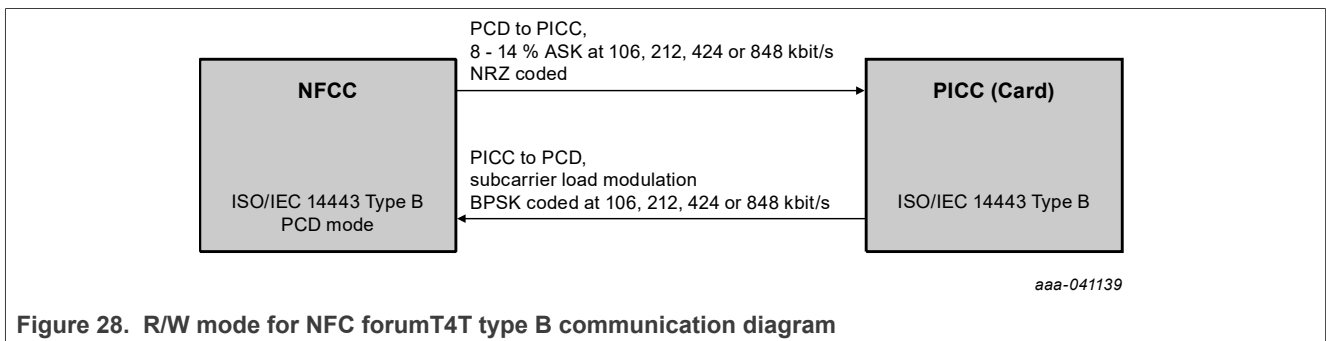 PCD to PICC,
8 - 14 % ASK at 106, 212, 424 or 848 kbit/s
NRZ coded
NFCC
PICC (Card)
PICC to PCD,
subcarrier load modulation
BPSK coded at 106, 212, 424 or 848 kbit/s
ISO/IEC 14443 Type B
PCD mode
ISO/IEC 14443 Type B
aaa-041139
Figure 28. R/W mode for NFC forumT4T type B communication diagram